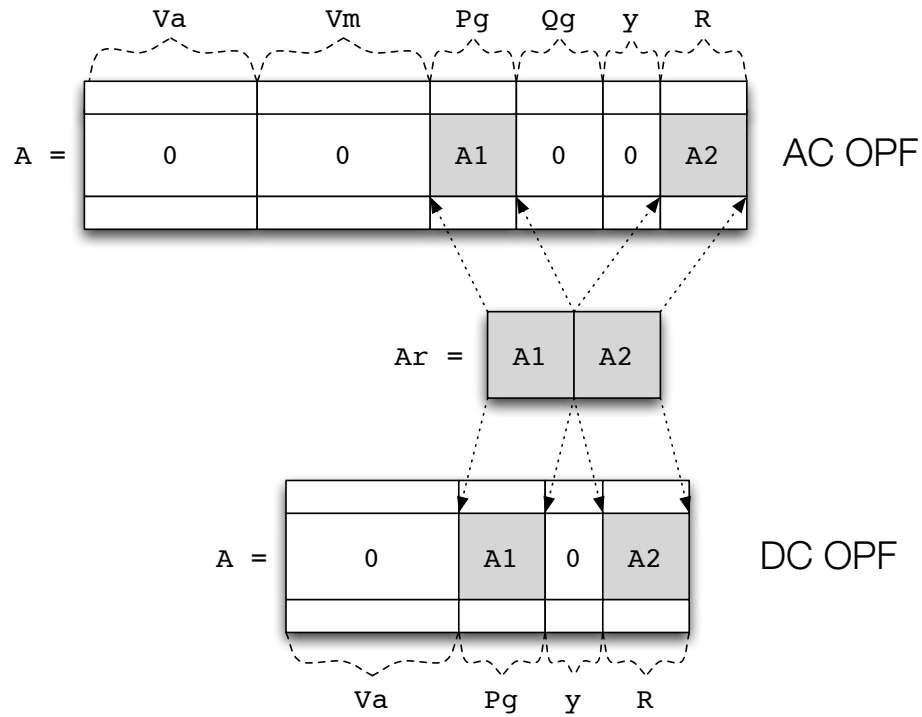 Va Vm Pg Qg y R
A = 0 0 A1 0 0 A2 AC OPF
Ar = A1 A2
A = 0 A1 0 A2 DC OPF
Va Pg y R